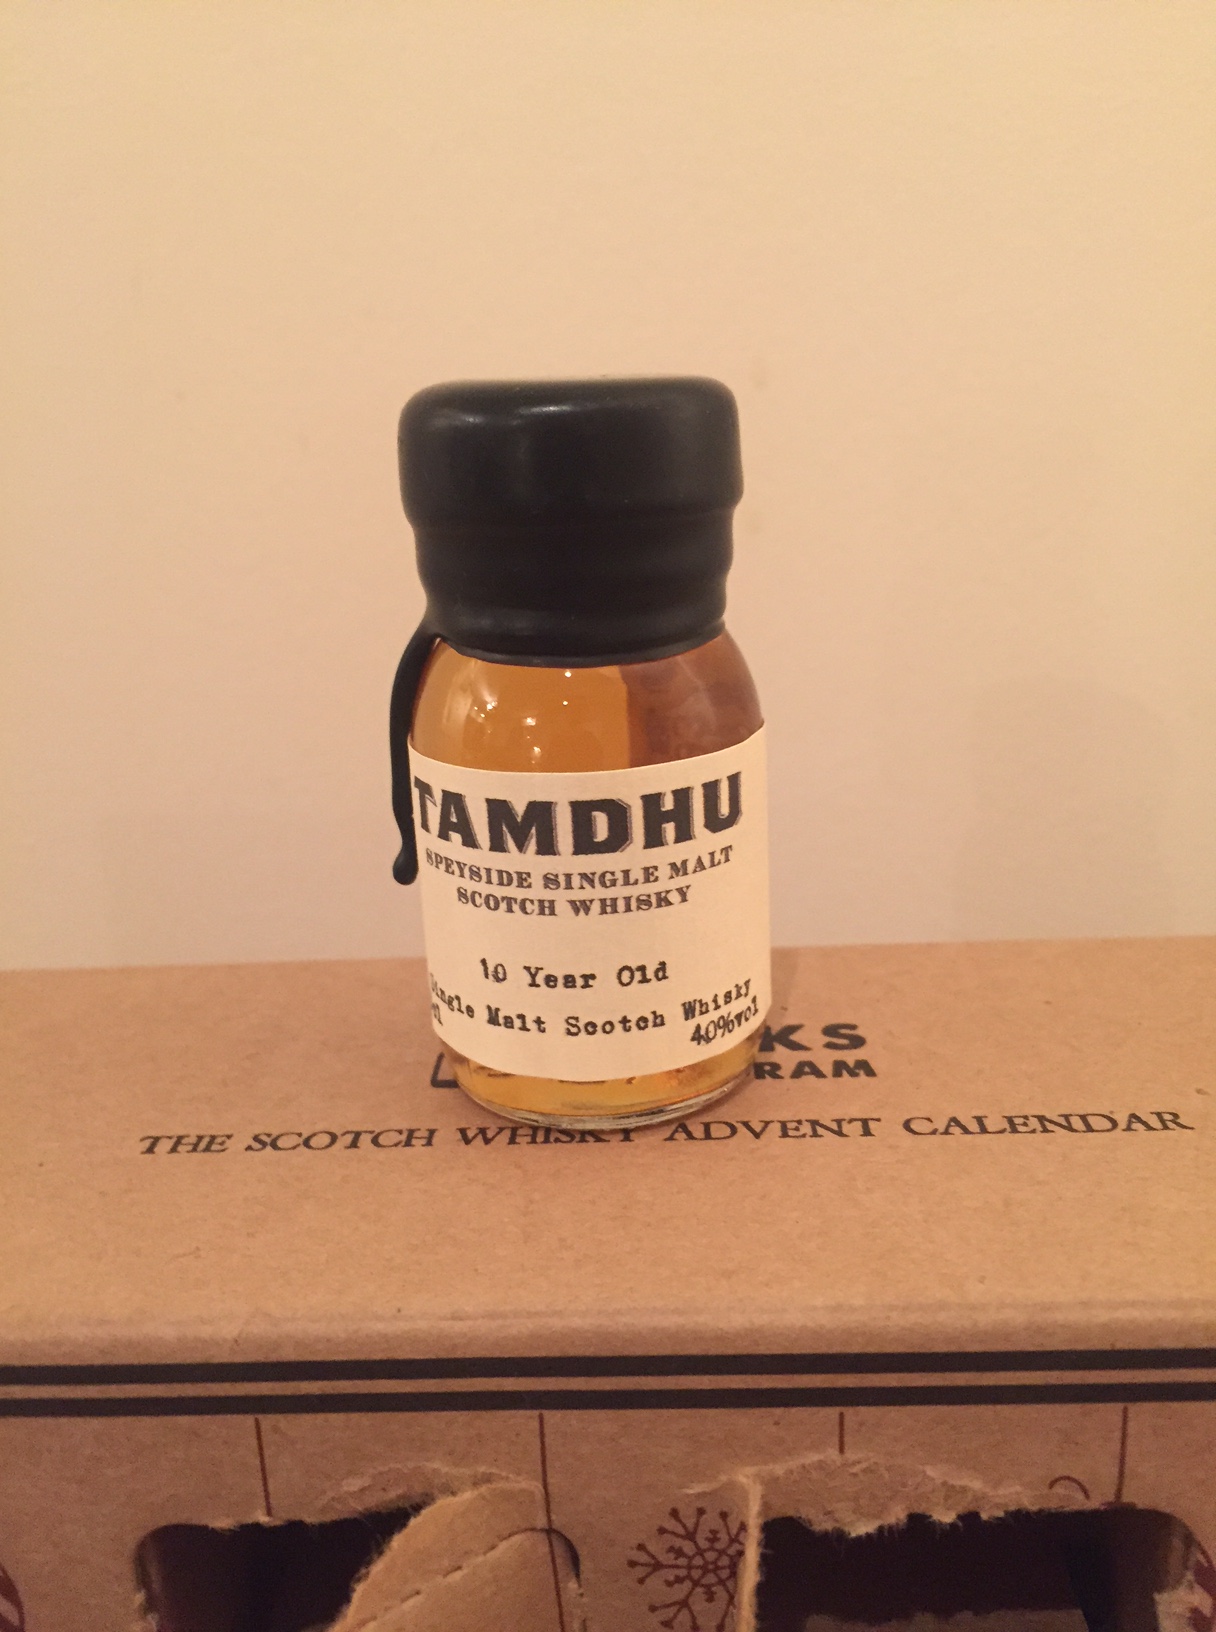 TAMDHU
SPEYSIDE SINGLE MALT
SCOTCH WHISKY
10 Year Old
Single Malt Scotch Whisky
40%vol
THE SCOTCH WHISKY ADVENT CALENDAR